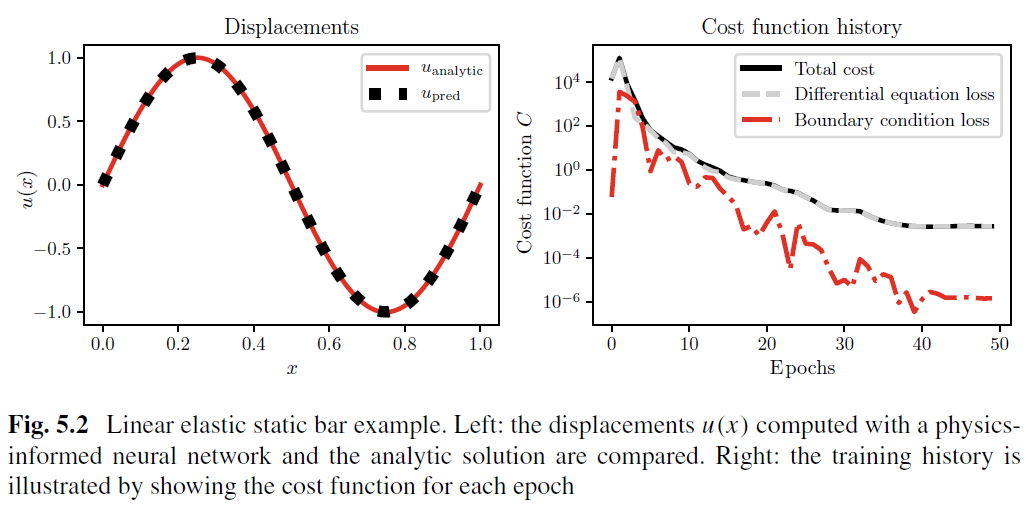 Displacements
u_analytic
u_pred
1.0
0.5
0.0
−0.5
−1.0
u(x)
0.0 0.2 0.4 0.6 0.8 1.0
x
Cost function history
Total cost
Differential equation loss
Boundary condition loss
10^4
10^2
10^0
10^−2
10^−4
10^−6
Cost function C
0 10 20 30 40 50
Epochs
Fig. 5.2 Linear elastic static bar example. Left: the displacements u(x) computed with a physics-
informed neural network and the analytic solution are compared. Right: the training history is
illustrated by showing the cost function for each epoch